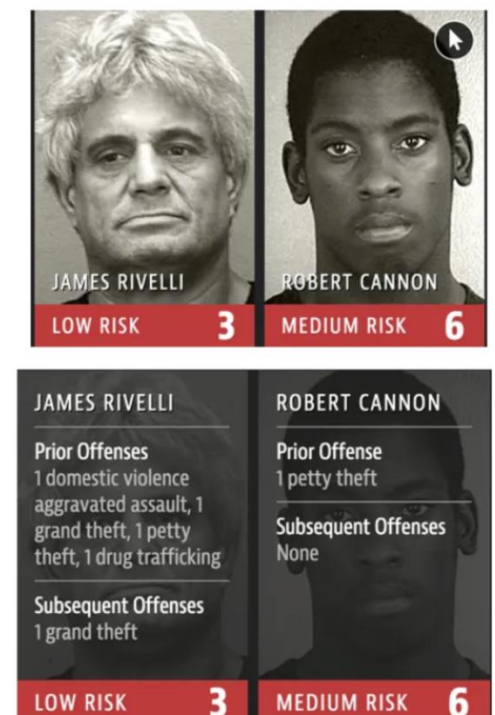 JAMES RIVELLI
LOW RISK 3
ROBERT CANNON
MEDIUM RISK 6
JAMES RIVELLI
Prior Offenses
1 domestic violence
aggravated assault, 1
grand theft, 1 petty
theft, 1 drug trafficking
Subsequent Offenses
1 grand theft
LOW RISK 3
ROBERT CANNON
Prior Offense
1 petty theft
Subsequent Offenses
None
MEDIUM RISK 6